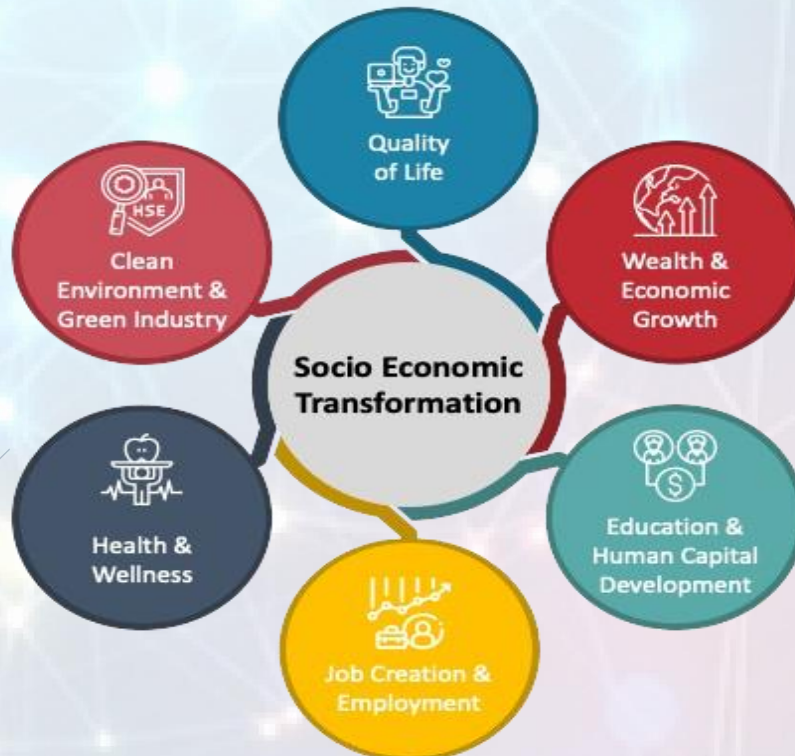 Quality
of Life
Wealth &
Economic
Growth
Education &
Human Capital
Development
Job Creation &
Employment
Health &
Wellness
Clean
Environment &
Green Industry
HSE
$
Socio Economic
Transformation